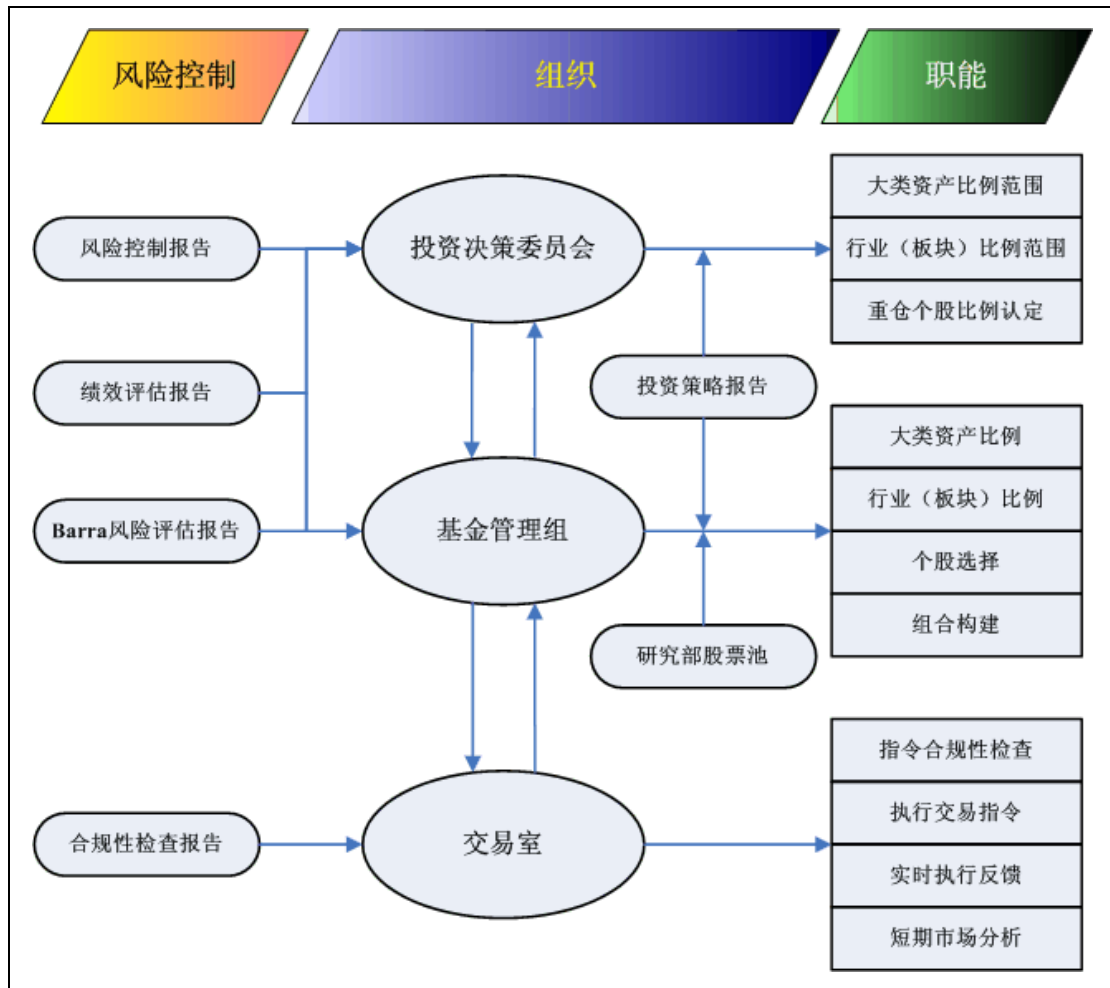 风险控制
组织
职能
风险控制报告
绩效评估报告
Barra风险评估报告
合规性检查报告
投资决策委员会
基金管理组
交易室
投资策略报告
研究部股票池
大类资产比例范围
行业（板块）比例范围
重仓个股比例认定
大类资产比例
行业（板块）比例
个股选择
组合构建
指令合规性检查
执行交易指令
实时执行反馈
短期市场分析